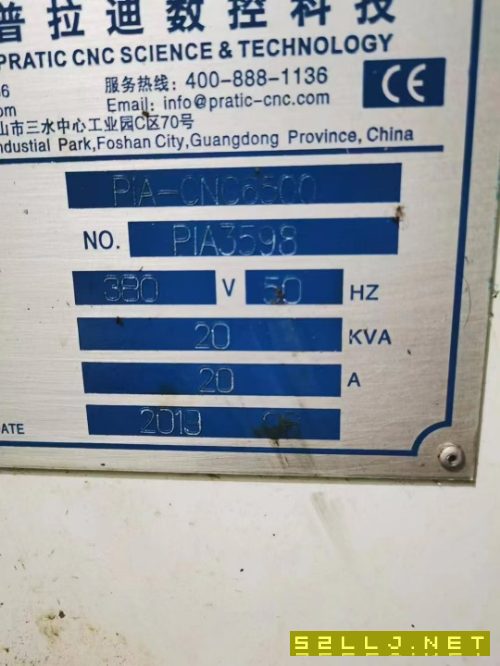 普拉迪数控科技
PRATIC CNC SCIENCE & TECHNOLOGY
服务热线: 400-888-1136
Email: info@pratic-cnc.com
CE
山市三水中心工业园C区70号
Industrial Park,Foshan City,Guangdong Province, China
PIA-CNC6500
NO. PIA3598
380 V 50 HZ
20 KVA
20 A
ATE 2013
S2LLJ.NET